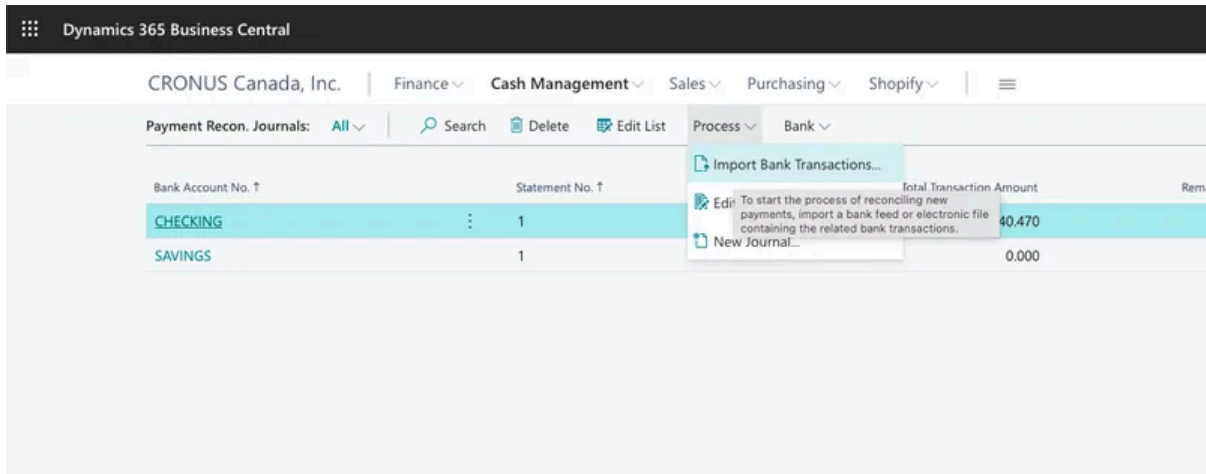 Dynamics 365 Business Central
CRONUS Canada, Inc. Finance Cash Management Sales Purchasing Shopify
Payment Recon. Journals: All Search Delete Edit List Process Bank
Import Bank Transactions...
Bank Account No. ↑ Statement No. ↑ Total Transaction Amount
Edi To start the process of reconciling new
payments, import a bank feed or electronic file
containing the related bank transactions.
CHECKING 1 40.470
New Journal...
SAVINGS 1 0.000